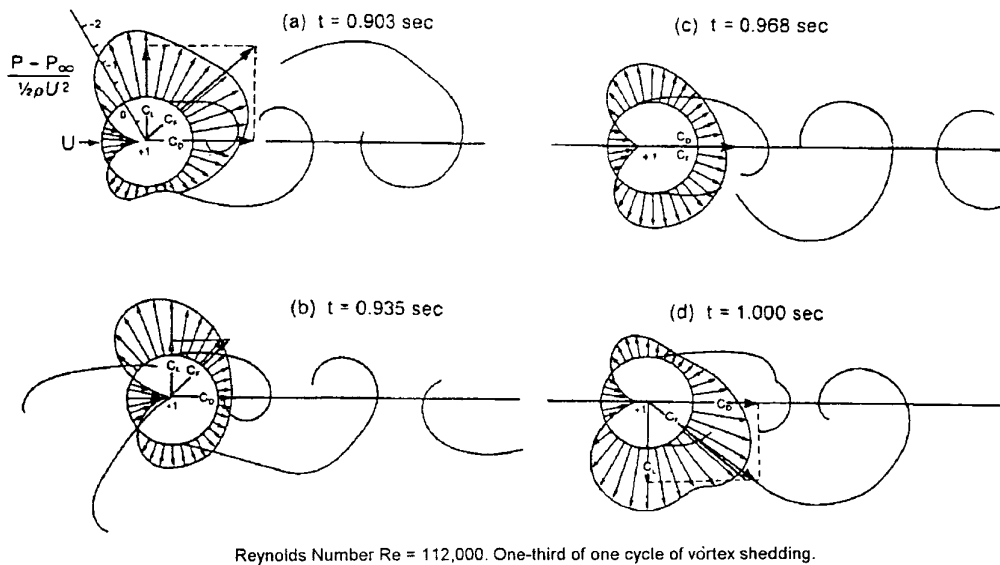 (a) t = 0.903 sec
-2
-1
0
P - P∞
½ρU²
U
C_L
C_F
C_D
+1
(c) t = 0.968 sec
C_D
C_F
+1
(b) t = 0.935 sec
C_L
C_F
C_D
+1
(d) t = 1.000 sec
+1
C_D
C_F
C_L
Reynolds Number Re = 112,000. One-third of one cycle of vortex shedding.